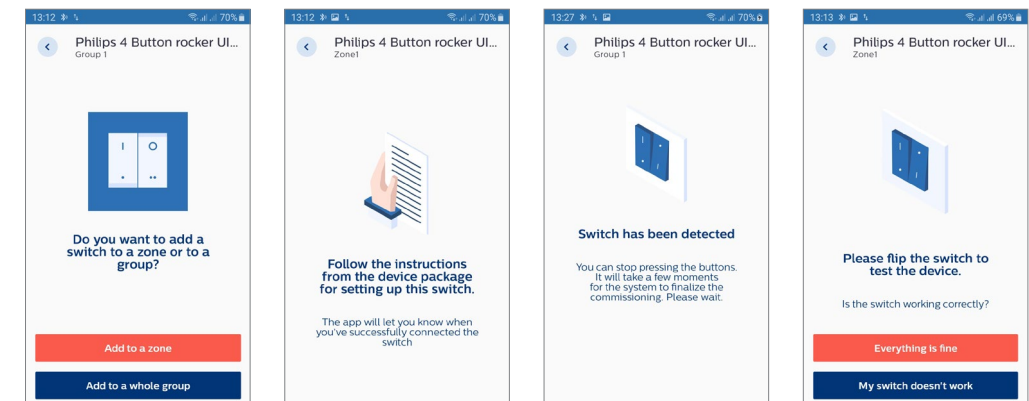 13:12 70%
Philips 4 Button rocker UI...
Group 1
I O
Do you want to add a
switch to a zone or to a
group?
Add to a zone
Add to a whole group
13:12 70%
Philips 4 Button rocker UI...
Zone1
Follow the instructions
from the device package
for setting up this switch.
The app will let you know when
you've successfully connected the
switch
13:27 70%
Philips 4 Button rocker UI...
Group 1
Switch has been detected
You can stop pressing the buttons.
It will take a few moments
for the system to finalize the
commissioning. Please wait.
13:13 69%
Philips 4 Button rocker UI...
Zone1
Please flip the switch to
test the device.
Is the switch working correctly?
Everything is fine
My switch doesn't work